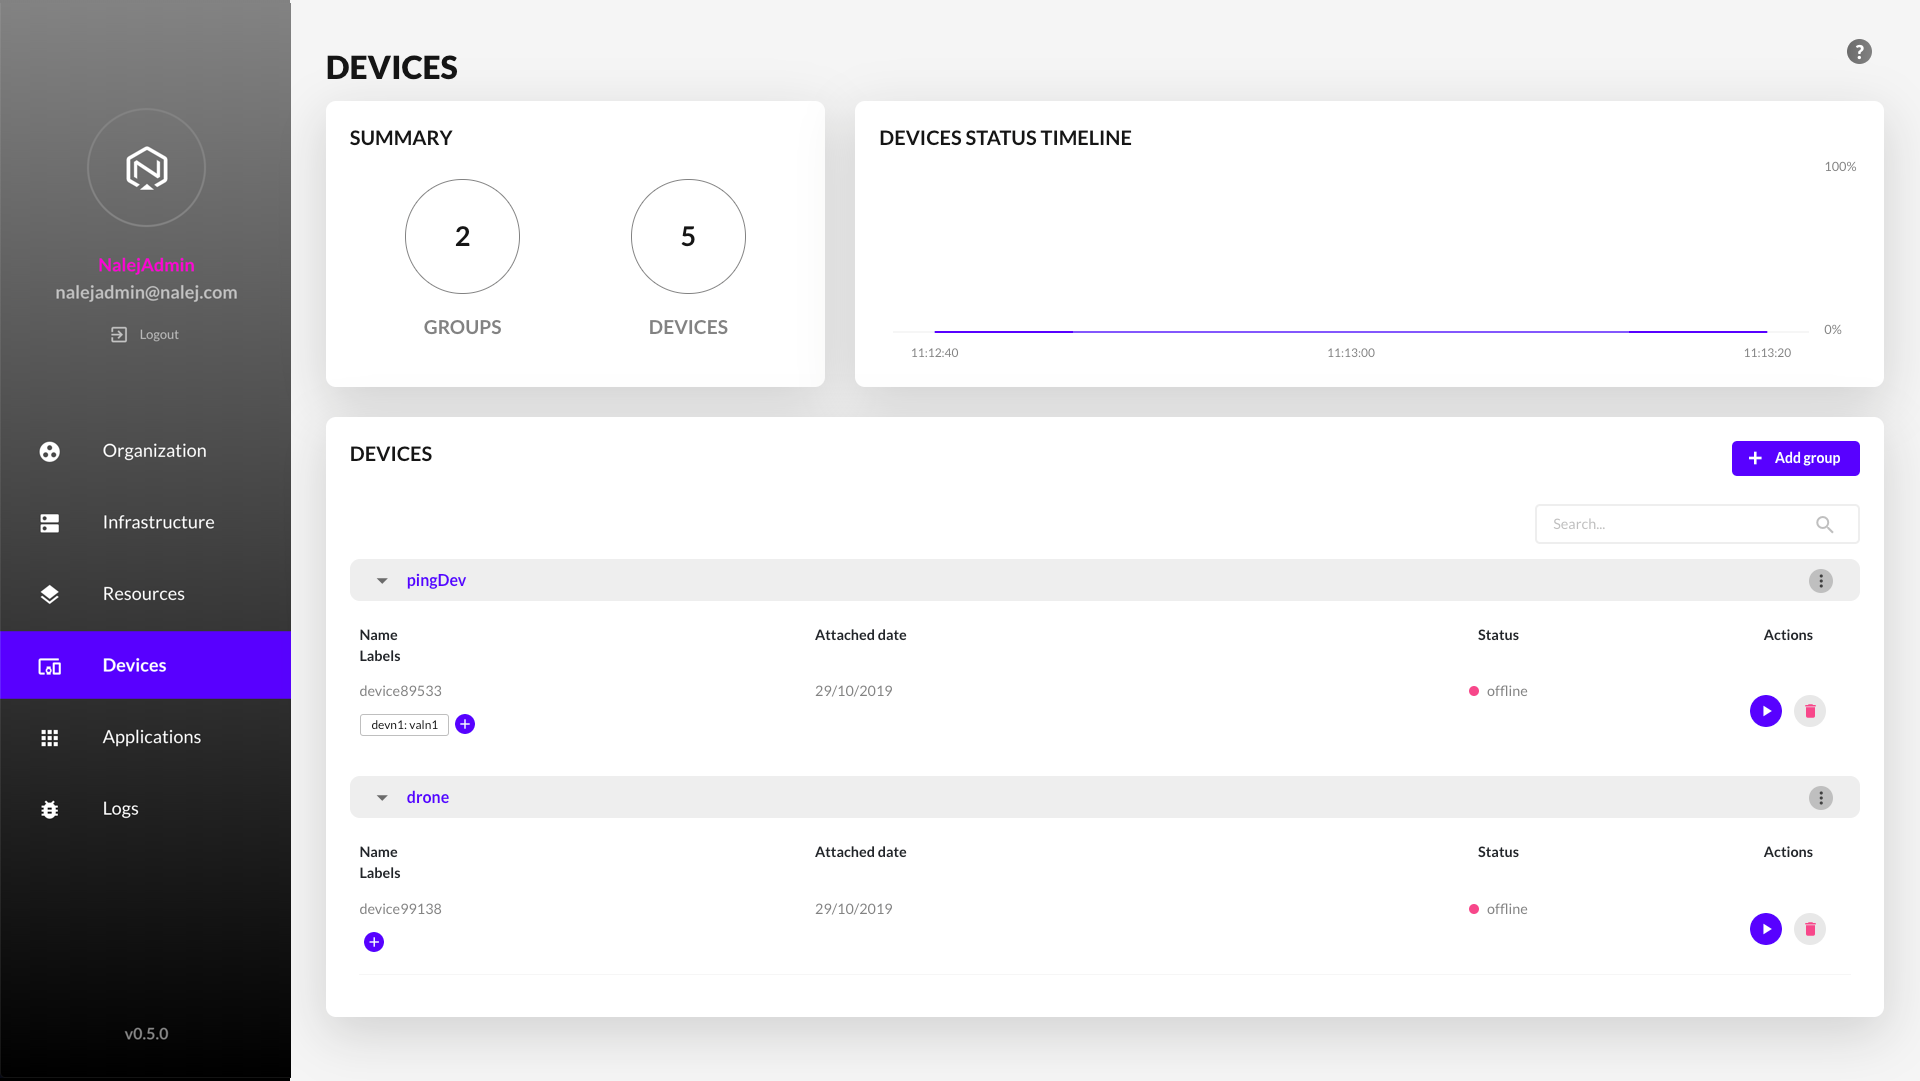 DEVICES
?
SUMMARY
2
5
GROUPS
DEVICES
DEVICES STATUS TIMELINE
100%
0%
11:12:40
11:13:00
11:13:20
NalejAdmin
nalejadmin@nalej.com
Logout
Organization
Infrastructure
Resources
Devices
Applications
Logs
v0.5.0
DEVICES
+ Add group
Search...
pingDev
Name
Labels
Attached date
Status
Actions
device89533
29/10/2019
offline
devn1: valn1
drone
Name
Labels
Attached date
Status
Actions
device99138
29/10/2019
offline